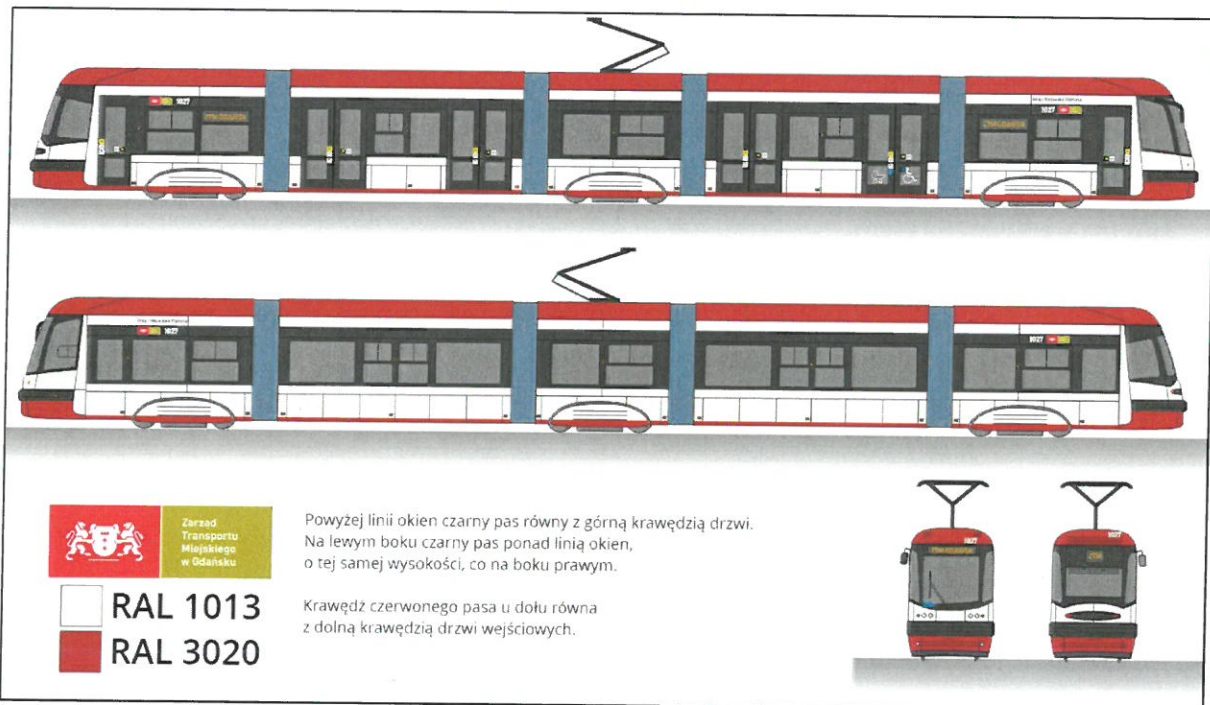 1027
1027
1027
1027
Zarząd
Transportu
Miejskiego
w Gdańsku
Powyżej linii okien czarny pas równy z górną krawędzią drzwi.
Na lewym boku czarny pas ponad linią okien,
o tej samej wysokości, co na boku prawym.
RAL 1013
Krawędź czerwonego pasa u dołu równa
z dolną krawędzią drzwi wejściowych.
RAL 3020
1027
1027